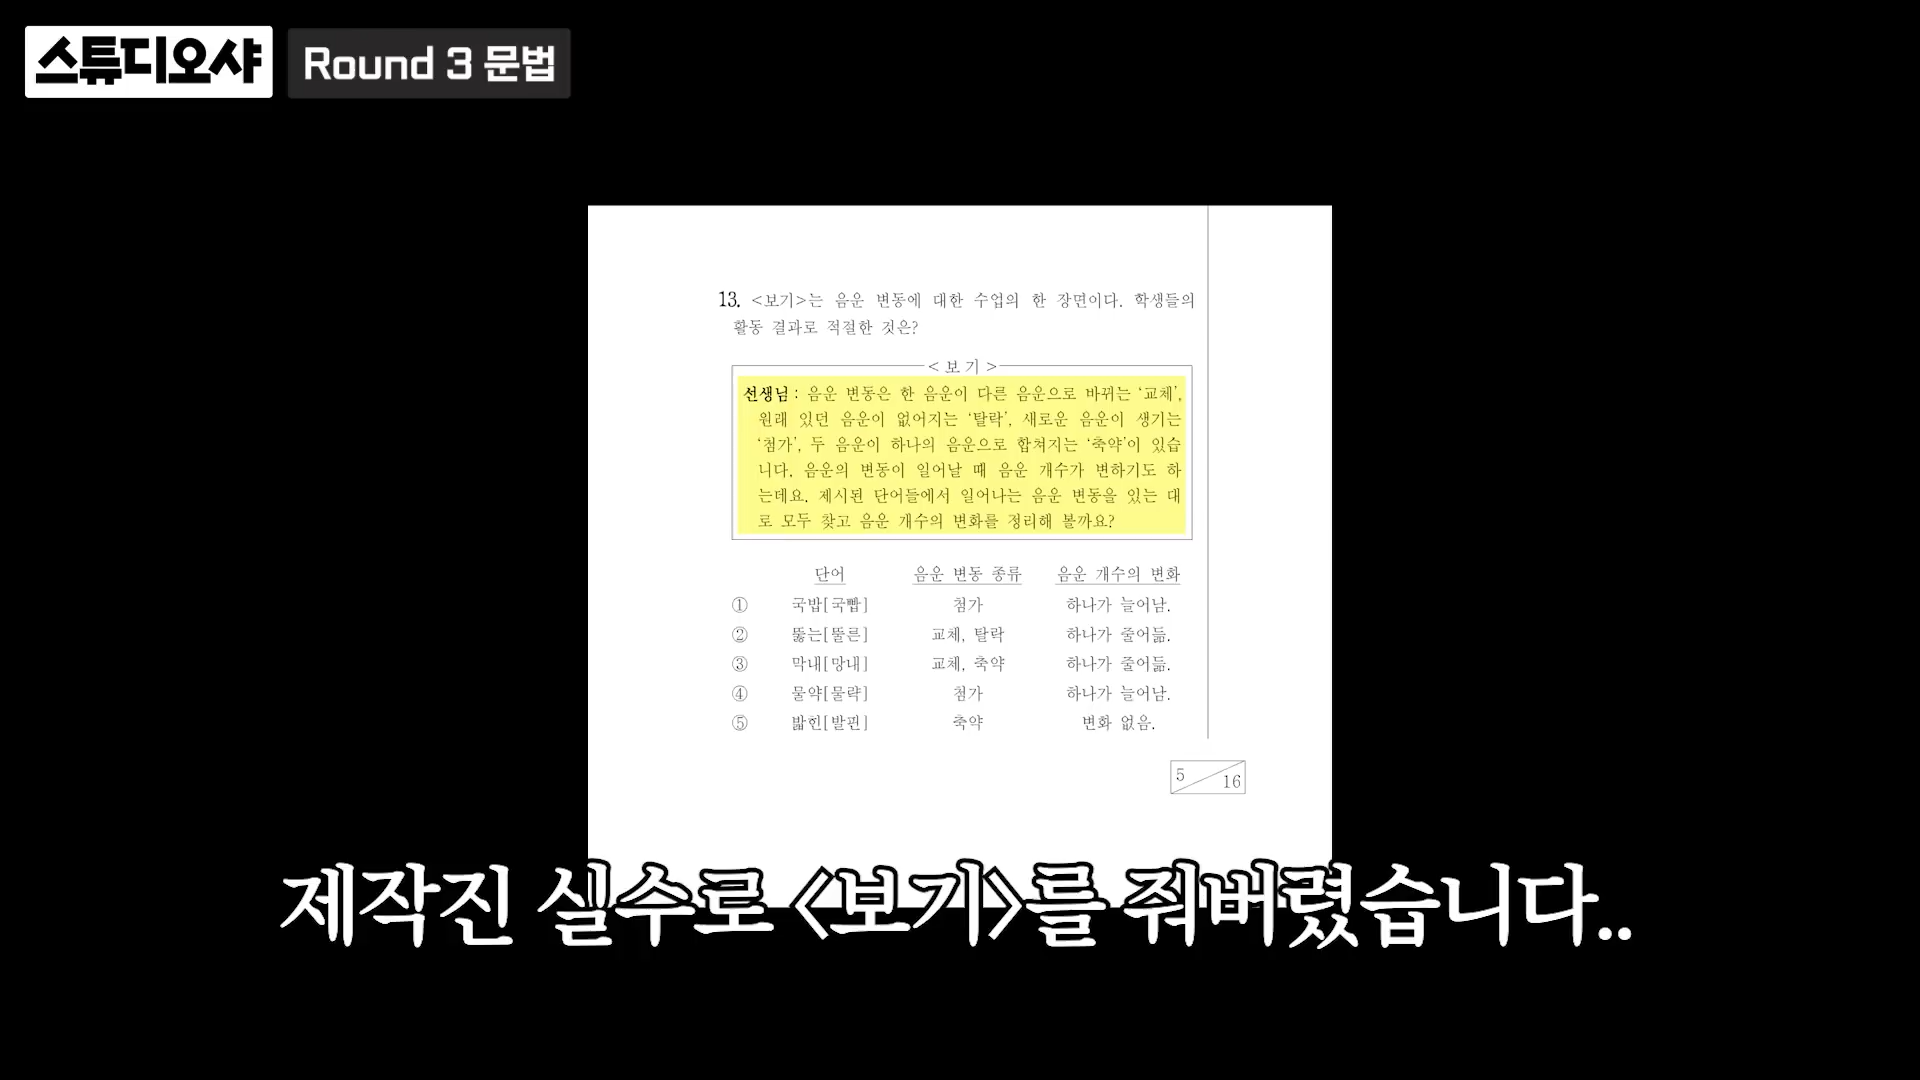 스튜디오샤
Round 3 문법
13. <보기>는 음운 변동에 대한 수업의 한 장면이다. 학생들의
활동 결과로 적절한 것은?
< 보 기 >
선생님 : 음운 변동은 한 음운이 다른 음운으로 바뀌는 ‘교체’,
원래 있던 음운이 없어지는 ‘탈락’, 새로운 음운이 생기는
‘첨가’, 두 음운이 하나의 음운으로 합쳐지는 ‘축약’이 있습
니다. 음운의 변동이 일어날 때 음운 개수가 변하기도 하
는데요. 제시된 단어들에서 일어나는 음운 변동을 있는 대
로 모두 찾고 음운 개수의 변화를 정리해 볼까요?
단어 음운 변동 종류 음운 개수의 변화
① 국밥[국빱] 첨가 하나가 늘어남.
② 뚫는[뚤른] 교체, 탈락 하나가 줄어듦.
③ 막내[망내] 교체, 축약 하나가 줄어듦.
④ 물약[물략] 첨가 하나가 늘어남.
⑤ 밟힌[발핀] 축약 변화 없음.
5 16
제작진 실수로 <보기>를 줘버렸습니다..